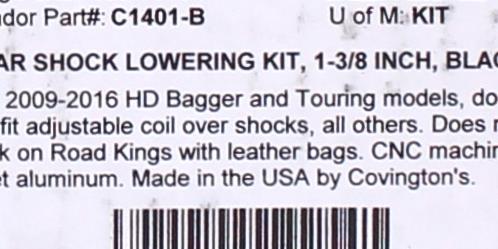 dor Part#: C1401-B U of M: KIT
AR SHOCK LOWERING KIT, 1-3/8 INCH, BLAC
2009-2016 HD Bagger and Touring models, do
fit adjustable coil over shocks, all others. Does
k on Road Kings with leather bags. CNC machin
t aluminum. Made in the USA by Covington's.